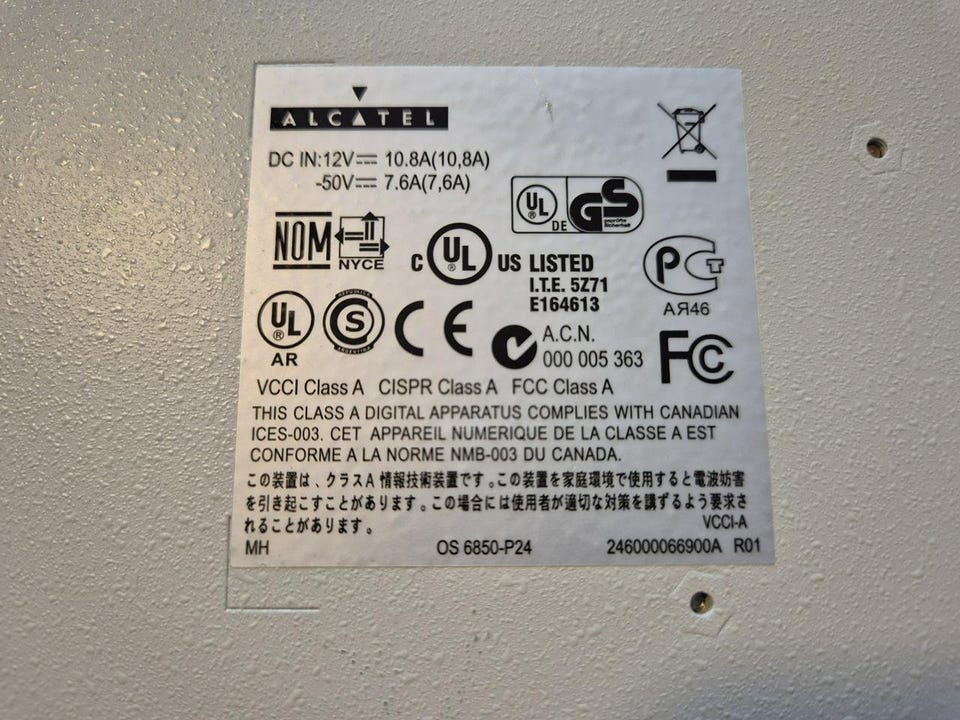 ALCATEL
DC IN:12V⎓ 10.8A(10,8A)
-50V⎓ 7.6A(7,6A)
UL ® DE GS geprüfte Sicherheit
NOM NYCE
C UL ® US LISTED
I.T.E. 5Z71
E164613
PCT
АЯ46
UL ® AR
REPUBLICA S ARGENTINA
CE
A.C.N.
000 005 363
FC
VCCI Class A CISPR Class A FCC Class A
THIS CLASS A DIGITAL APPARATUS COMPLIES WITH CANADIAN
ICES-003. CET APPAREIL NUMERIQUE DE LA CLASSE A EST
CONFORME A LA NORME NMB-003 DU CANADA.
この装置は、クラスA 情報技術装置です。この装置を家庭環境で使用すると電波妨害
を引き起こすことがあります。この場合には使用者が適切な対策を講ずるよう要求さ
れることがあります。
VCCI-A
MH OS 6850-P24 246000066900A R01